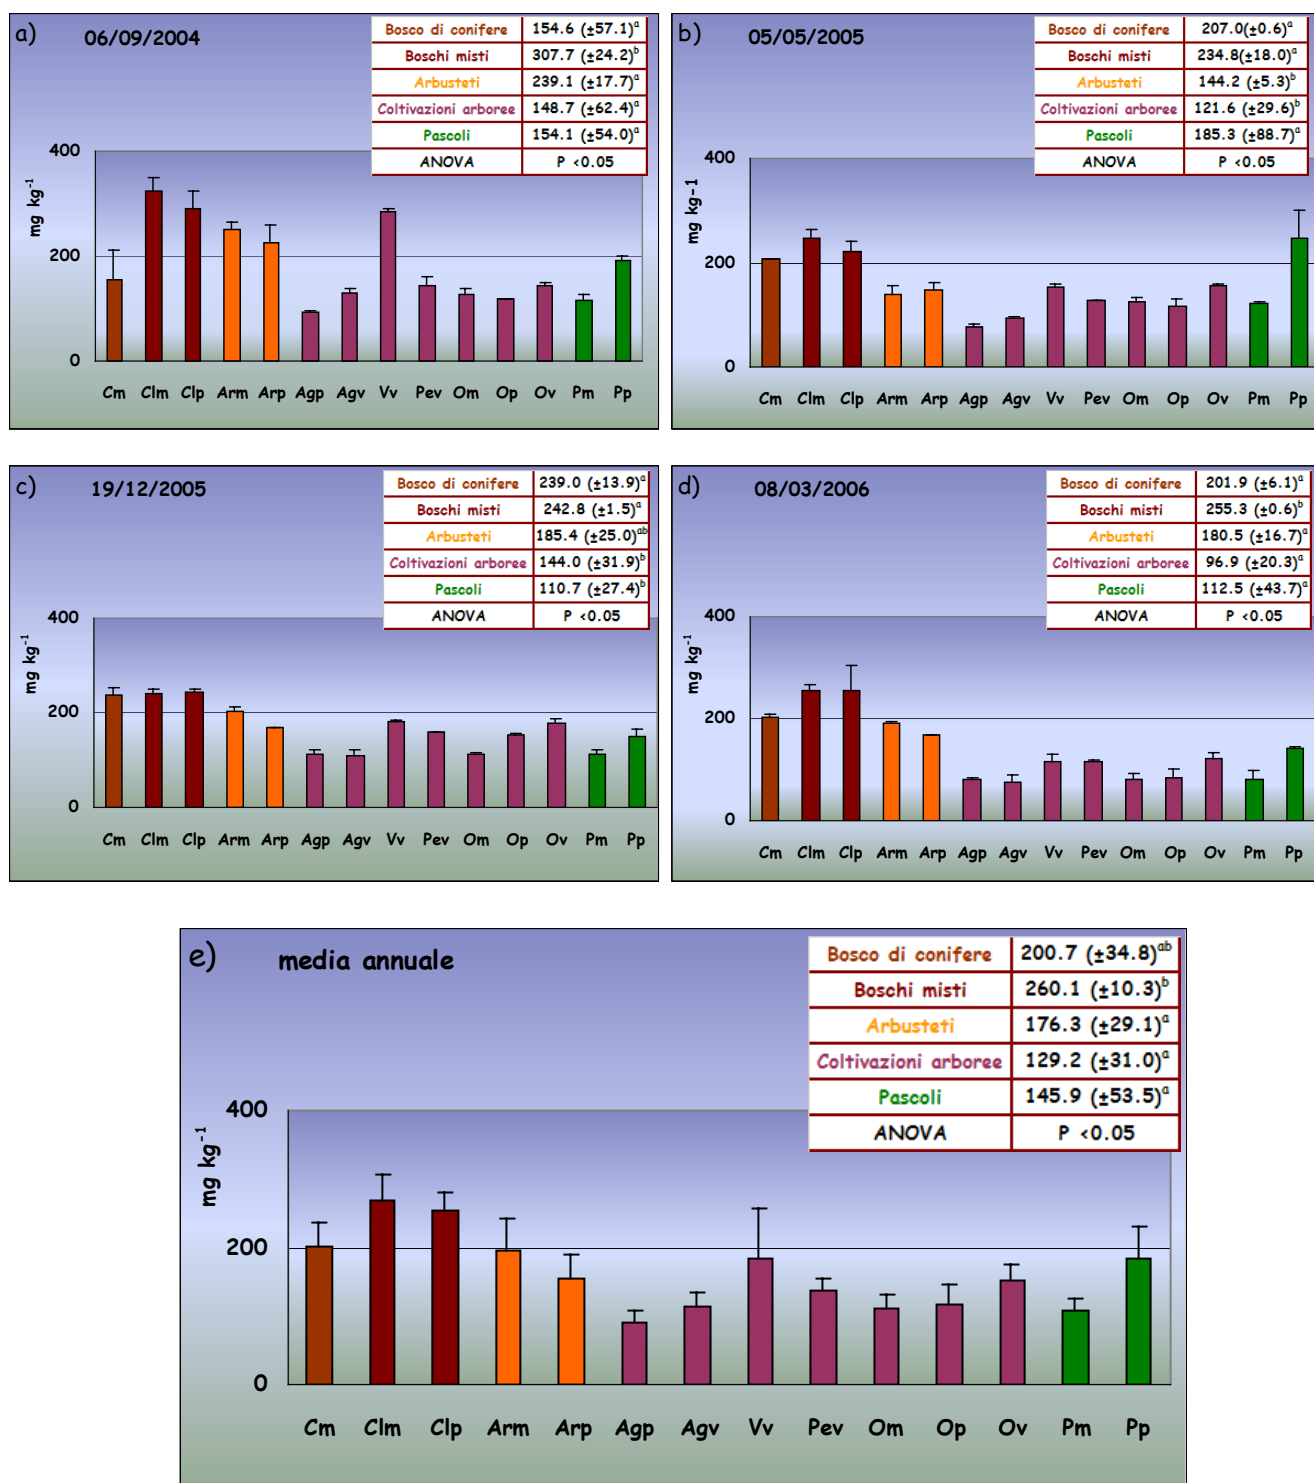 a) 06/09/2004
Bosco di conifere 154.6 (±57.1)ᵃ
Boschi misti 307.7 (±24.2)ᵇ
Arbusteti 239.1 (±17.7)ᵃ
Coltivazioni arboree 148.7 (±62.4)ᵃ
Pascoli 154.1 (±54.0)ᵃ
ANOVA P <0.05
mg kg⁻¹
400
200
0
Cm Clm Clp Arm Arp Agp Agv Vv Pev Om Op Ov Pm Pp
b) 05/05/2005
Bosco di conifere 207.0(±0.6)ᵃ
Boschi misti 234.8(±18.0)ᵃ
Arbusteti 144.2 (±5.3)ᵇ
Coltivazioni arboree 121.6 (±29.6)ᵇ
Pascoli 185.3 (±88.7)ᵃ
ANOVA P <0.05
mg kg-1
400
200
0
Cm Clm Clp Arm Arp Agp Agv Vv Pev Om Op Ov Pm Pp
c) 19/12/2005
Bosco di conifere 239.0 (±13.9)ᵃ
Boschi misti 242.8 (±1.5)ᵃ
Arbusteti 185.4 (±25.0)ᵃᵇ
Coltivazioni arboree 144.0 (±31.9)ᵇ
Pascoli 110.7 (±27.4)ᵇ
ANOVA P <0.05
mg kg⁻¹
400
200
0
Cm Clm Clp Arm Arp Agp Agv Vv Pev Om Op Ov Pm Pp
d) 08/03/2006
Bosco di conifere 201.9 (±6.1)ᵃ
Boschi misti 255.3 (±0.6)ᵇ
Arbusteti 180.5 (±16.7)ᵃ
Coltivazioni arboree 96.9 (±20.3)ᵃ
Pascoli 112.5 (±43.7)ᵃ
ANOVA P <0.05
mg kg⁻¹
400
200
0
Cm Clm Clp Arm Arp Agp Agv Vv Pev Om Op Ov Pm Pp
e) media annuale
Bosco di conifere 200.7 (±34.8)ᵃᵇ
Boschi misti 260.1 (±10.3)ᵇ
Arbusteti 176.3 (±29.1)ᵃ
Coltivazioni arboree 129.2 (±31.0)ᵃ
Pascoli 145.9 (±53.5)ᵃ
ANOVA P <0.05
mg kg⁻¹
400
200
0
Cm Clm Clp Arm Arp Agp Agv Vv Pev Om Op Ov Pm Pp